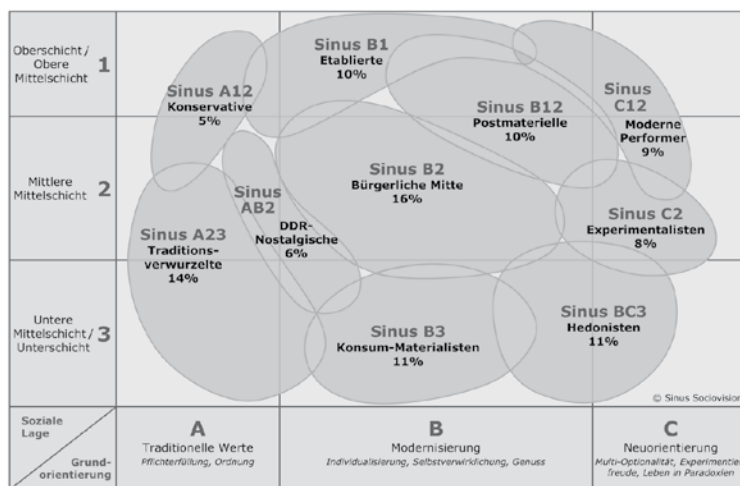 Oberschicht /
Obere
Mittelschicht
1
Mittlere
Mittelschicht
2
Untere
Mittelschicht /
Unterschicht
3
Sinus B1
Etablierte
10%
Sinus A12
Konservative
5%
Sinus B12
Postmaterielle
10%
Sinus
C12
Moderne
Performer
9%
Sinus B2
Bürgerliche Mitte
16%
Sinus
AB2
DDR-
Nostalgische
6%
Sinus C2
Experimentalisten
8%
Sinus A23
Traditions-
verwurzelte
14%
Sinus B3
Konsum-Materialisten
11%
Sinus BC3
Hedonisten
11%
© Sinus Sociovision
Soziale
Lage
Grund-
orientierung
A
Traditionelle Werte
Pflichterfüllung, Ordnung
B
Modernisierung
Individualisierung, Selbstverwirklichung, Genuss
C
Neuorientierung
Multi-Optionalität, Experimentier-
freude, Leben in Paradoxien